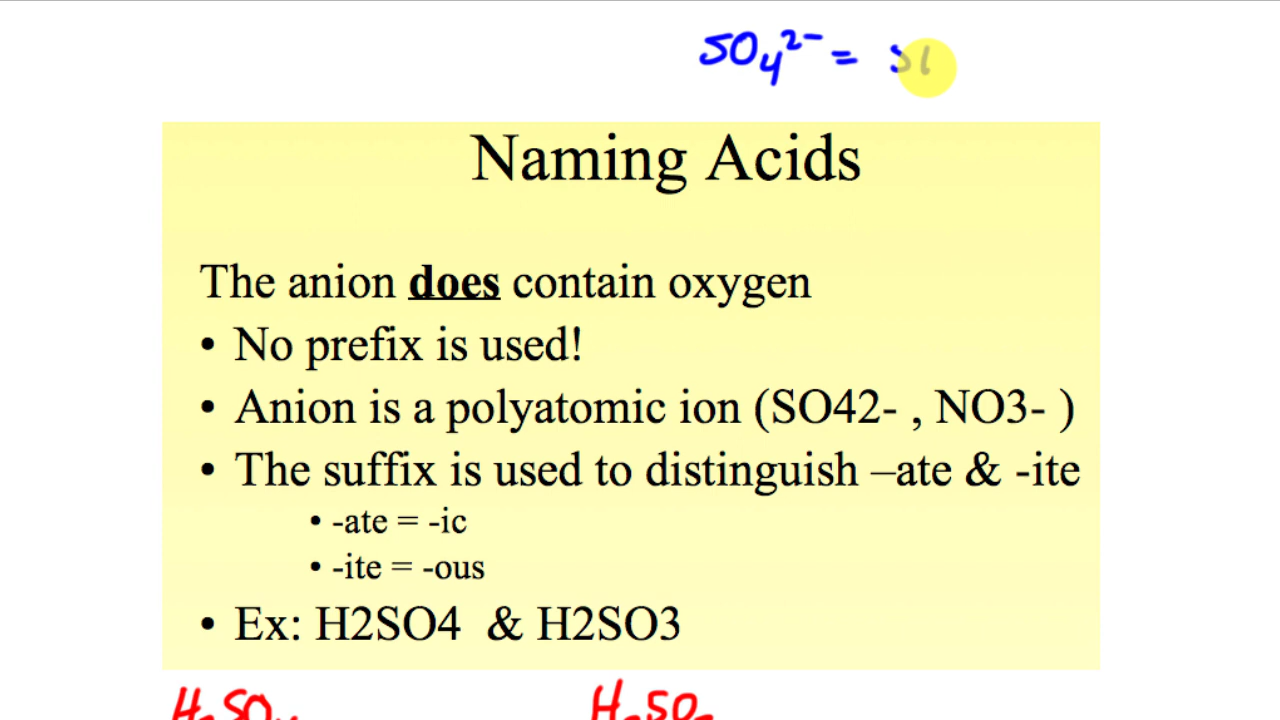 SO₄²⁻ =
Naming Acids
The anion does contain oxygen
• No prefix is used!
• Anion is a polyatomic ion (SO42- , NO3- )
• The suffix is used to distinguish –ate & -ite
• -ate = -ic
• -ite = -ous
• Ex: H2SO4 & H2SO3